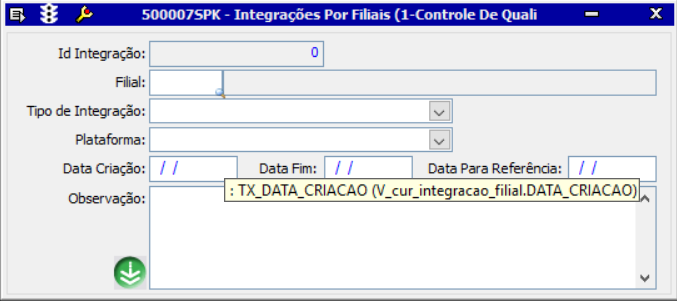 500007SPK - Integrações Por Filiais (1-Controle De Quali
Id Integração: 0
Filial:
Tipo de Integração:
Plataforma:
Data Criação: / / Data Fim: / / Data Para Referência: / /
: TX_DATA_CRIACAO (V_cur_integracao_filial.DATA_CRIACAO)
Observação: